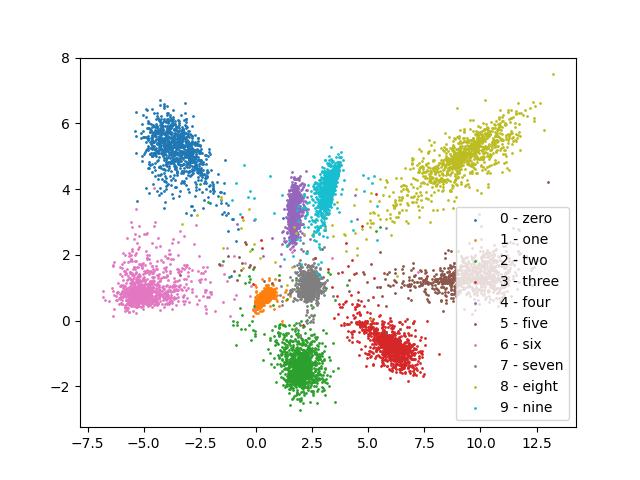 8
6
4
2
0
−2
−7.5 −5.0 −2.5 0.0 2.5 5.0 7.5 10.0 12.5
0 - zero
1 - one
2 - two
3 - three
4 - four
5 - five
6 - six
7 - seven
8 - eight
9 - nine